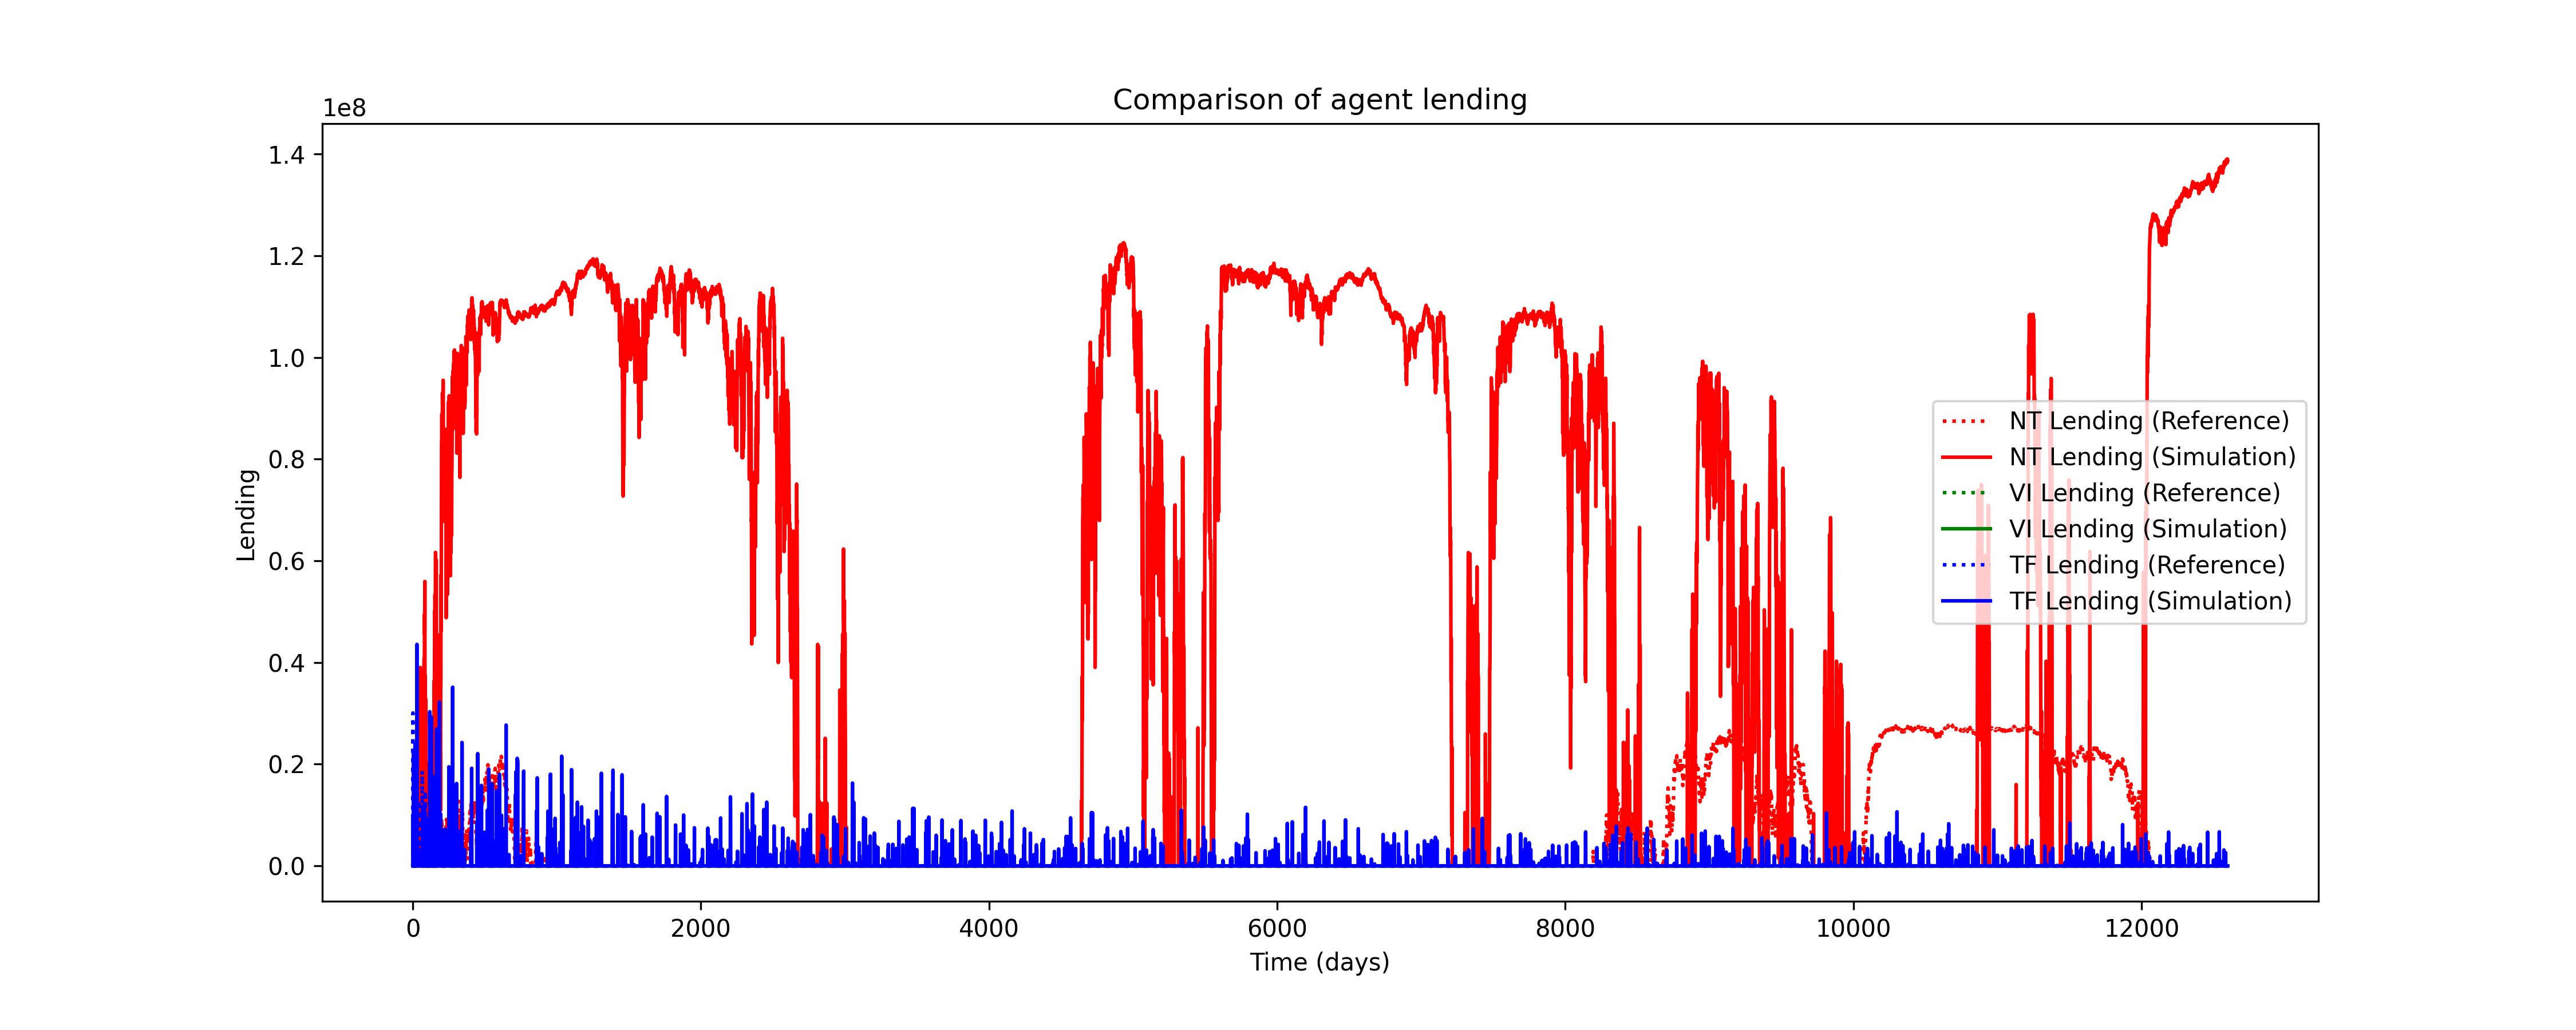 Comparison of agent lending
1e8
1.4
1.2
1.0
0.8
0.6
0.4
0.2
0.0
Lending
NT Lending (Reference)
NT Lending (Simulation)
VI Lending (Reference)
VI Lending (Simulation)
TF Lending (Reference)
TF Lending (Simulation)
0 2000 4000 6000 8000 10000 12000
Time (days)